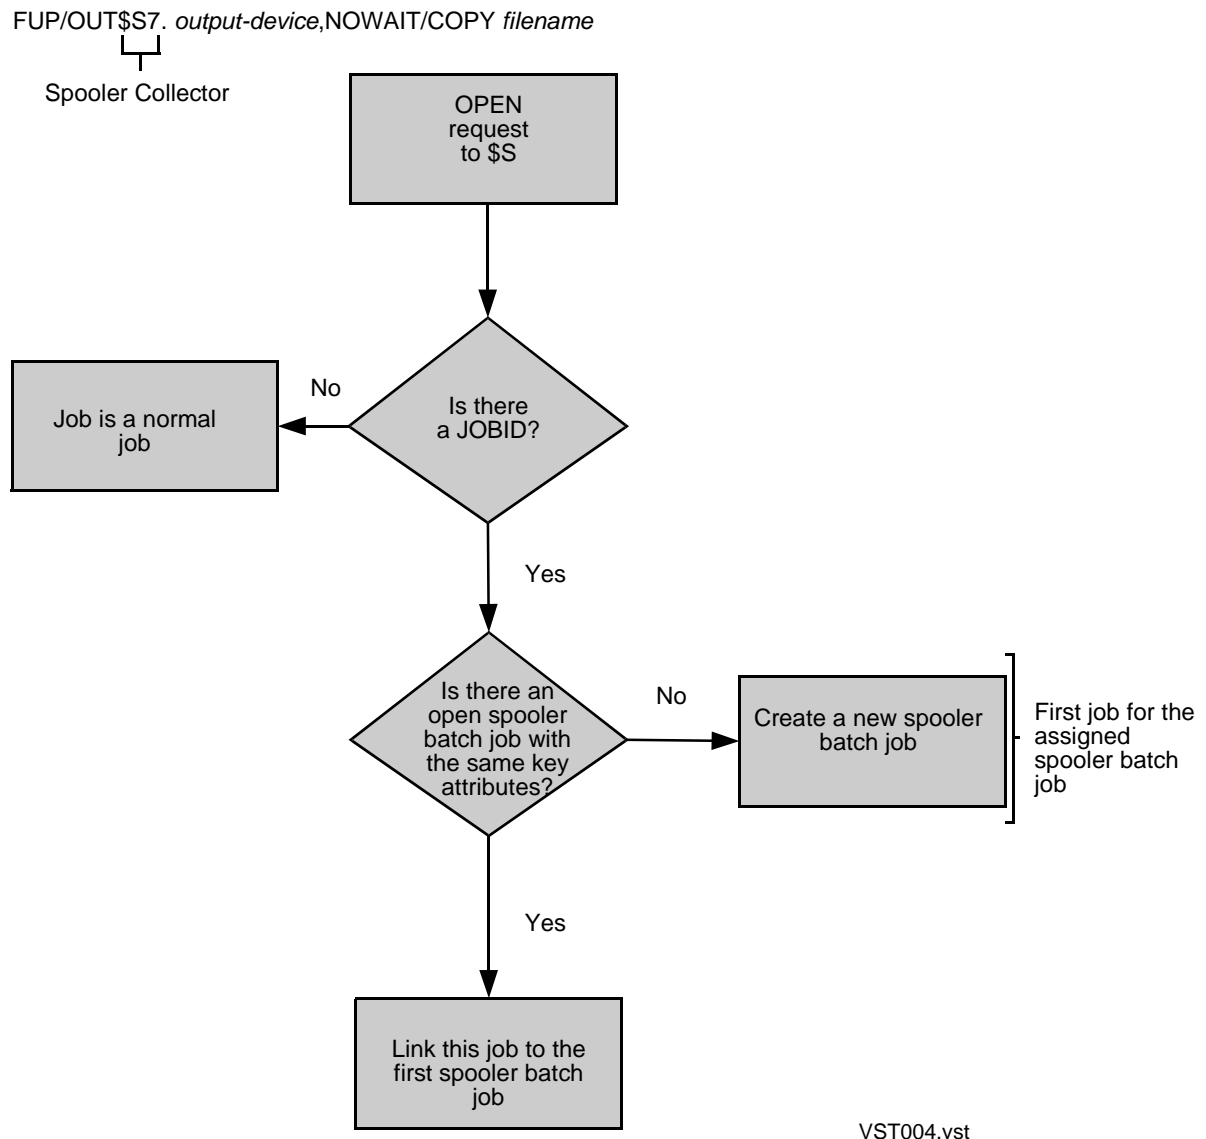 FUP/OUT$S7. output-device,NOWAIT/COPY filename
Spooler Collector
OPEN
request
to $S
No
Is there
a JOBID?
Job is a normal
job
Yes
Is there an
open spooler
batch job with
the same key
attributes?
No
Create a new spooler
batch job
First job for the
assigned
spooler batch
job
Yes
Link this job to the
first spooler batch
job
VST004.vst